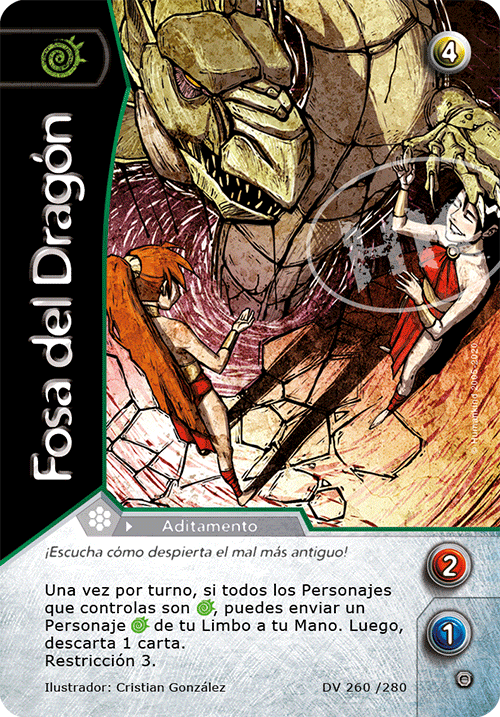 4
Fosa del Dragón
HK
Aditamento
¡Escucha cómo despierta el mal más antiguo!
2
Una vez por turno, si todos los Personajes
que controlas son , puedes enviar un
Personaje de tu Limbo a tu Mano. Luego,
descarta 1 carta.
Restricción 3.
1
Ilustrador: Cristian González
DV 260 /280